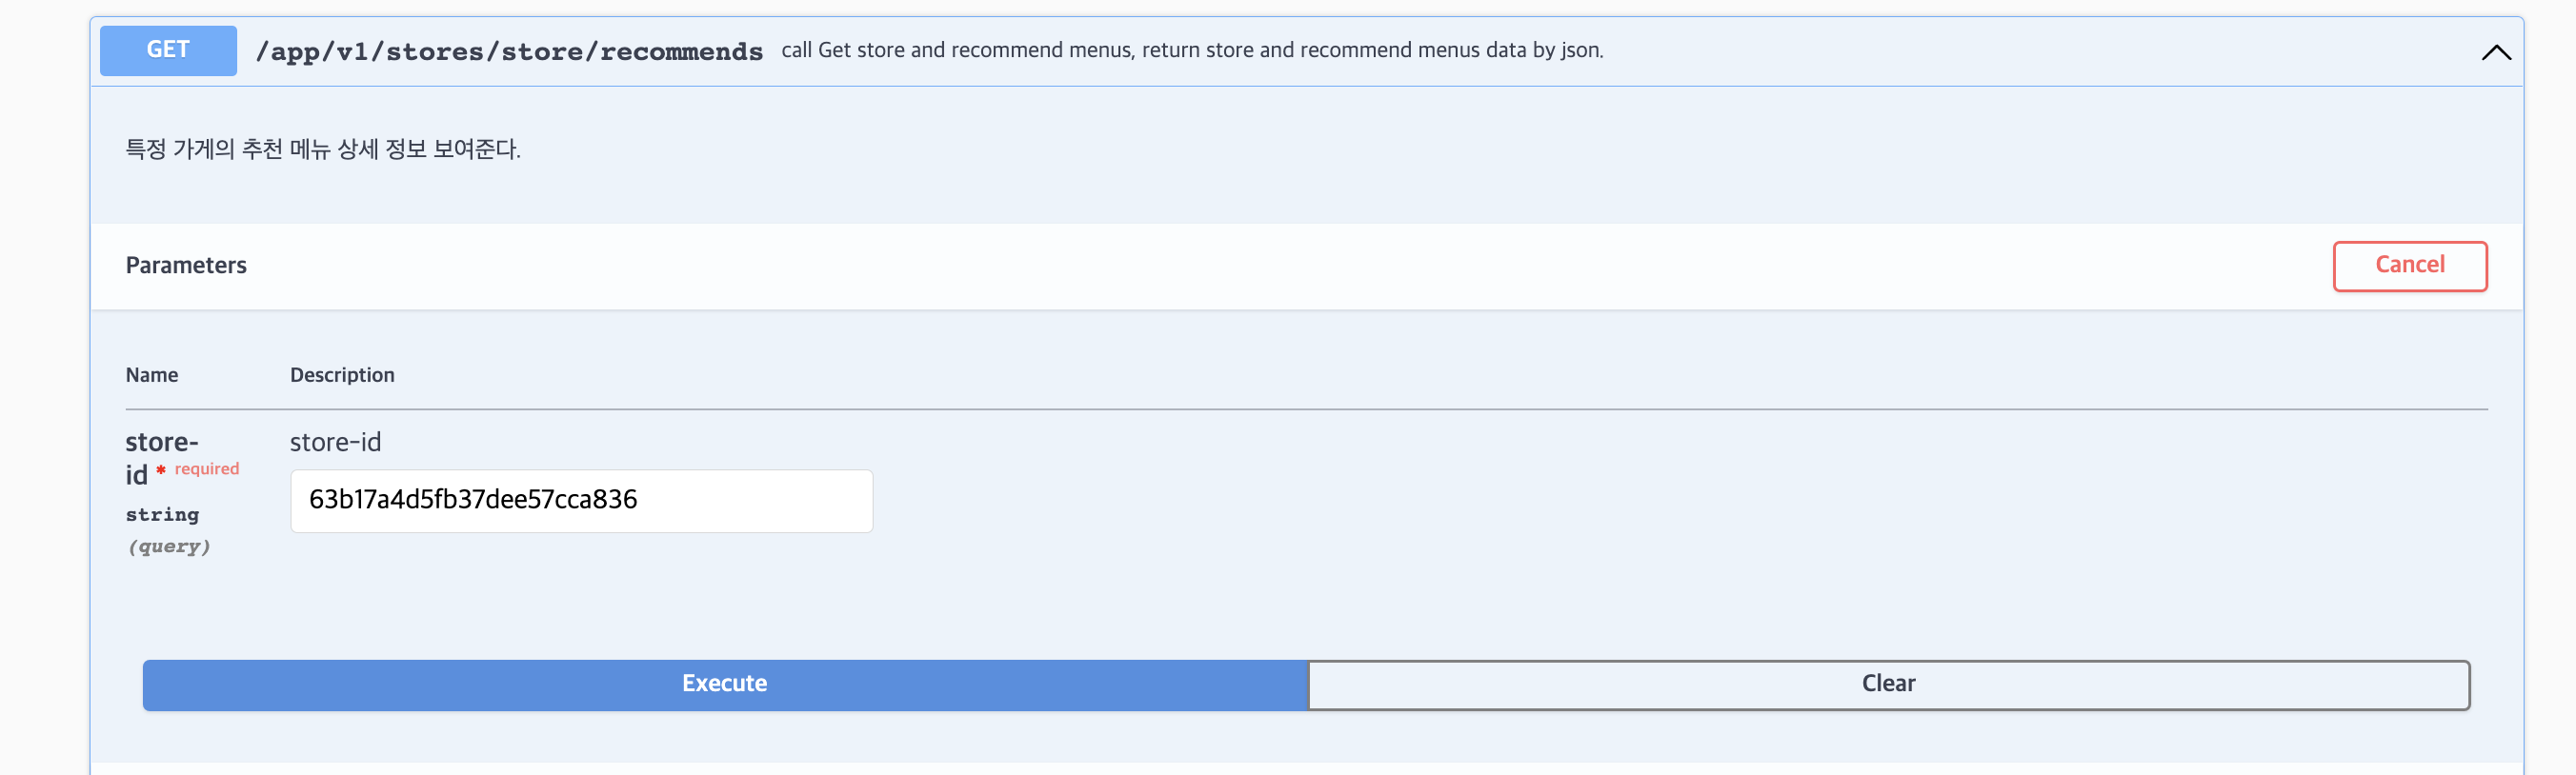 GET /app/v1/stores/store/recommends call Get store and recommend menus, return store and recommend menus data by json.
특정 가게의 추천 메뉴 상세 정보 보여준다.
Parameters
Cancel
Name Description
store-
id * required
string
(query)
store-id
63b17a4d5fb37dee57cca836
Execute Clear